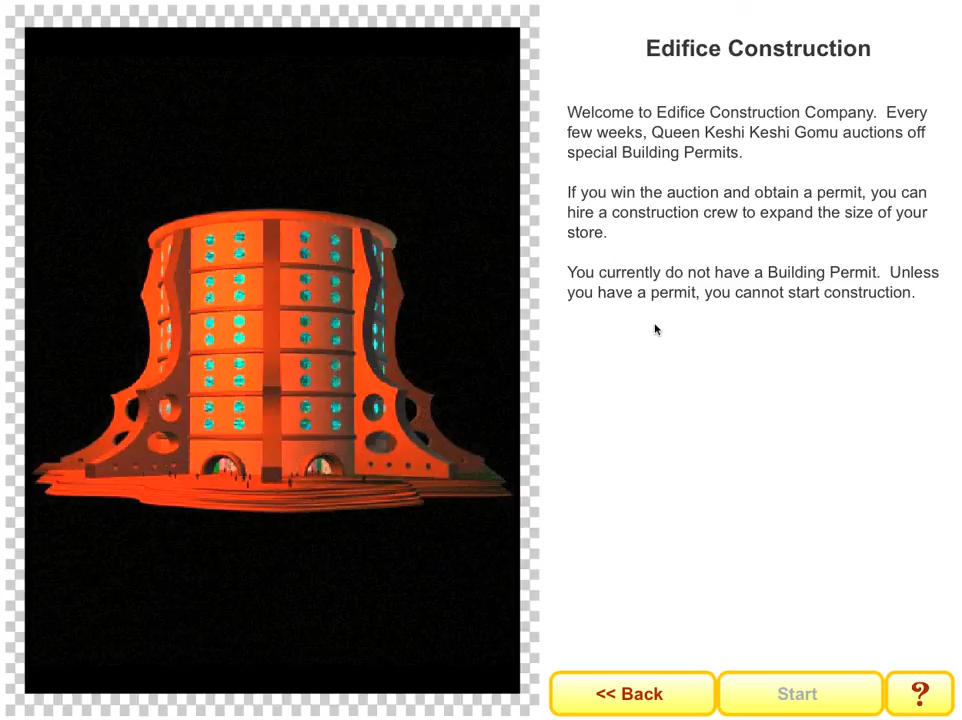 Edifice Construction
Welcome to Edifice Construction Company.  Every
few weeks, Queen Keshi Keshi Gomu auctions off
special Building Permits.
If you win the auction and obtain a permit, you can
hire a construction crew to expand the size of your
store.
You currently do not have a Building Permit.  Unless
you have a permit, you cannot start construction.
<< Back
Start
?